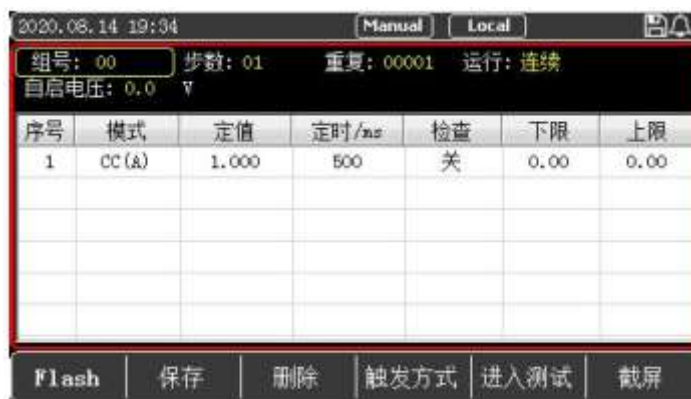 2020.08.14 19:34 Manual Local
组号: 00 步数: 01 重复: 00001 运行: 连续
自启电压: 0.0 V
序号 模式 定值 定时/ms 检查 下限 上限
1 CC(A) 1.000 500 关 0.00 0.00
Flash 保存 删除 触发方式 进入测试 截屏